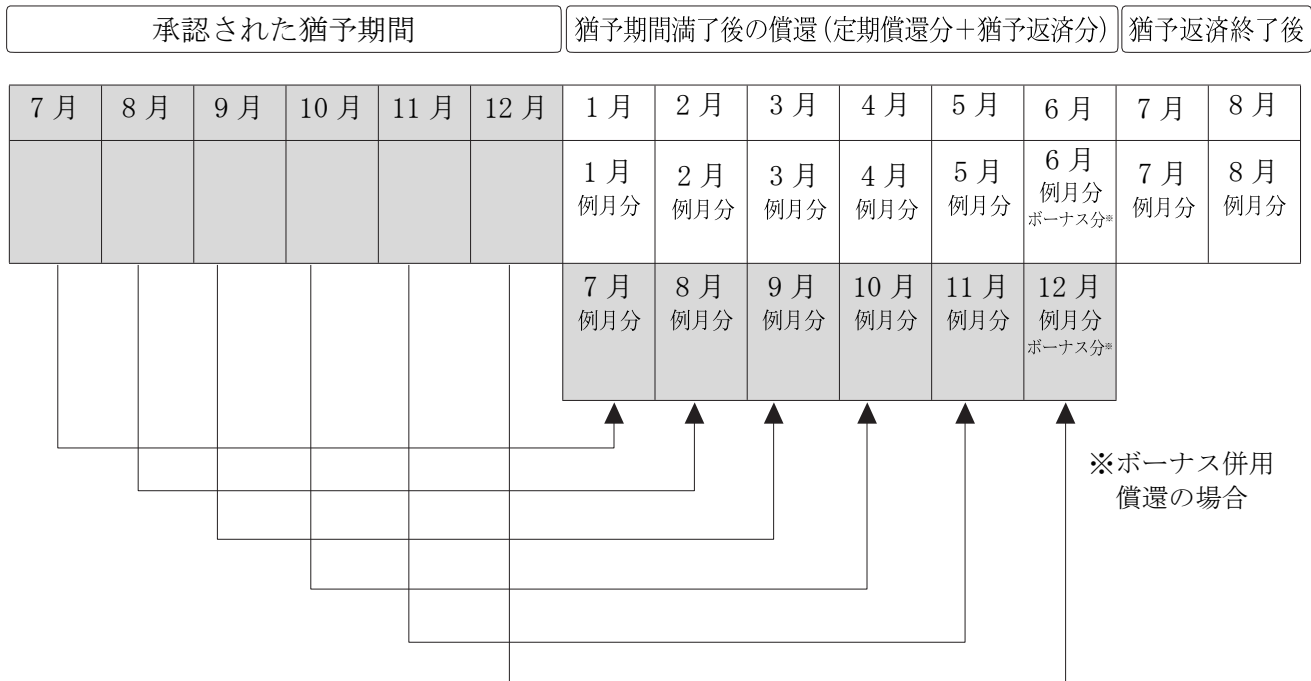 承認された猶予期間
猶予期間満了後の償還(定期償還分+猶予返済分)
猶予返済終了後
7月 8月 9月 10月 11月 12月 1月 2月 3月 4月 5月 6月 7月 8月
1月 2月 3月 4月 5月 6月 7月 8月
例月分 例月分 例月分 例月分 例月分 例月分 例月分 例月分
ボーナス分※
7月 8月 9月 10月 11月 12月
例月分 例月分 例月分 例月分 例月分 例月分
ボーナス分※
※ボーナス併用
償還の場合